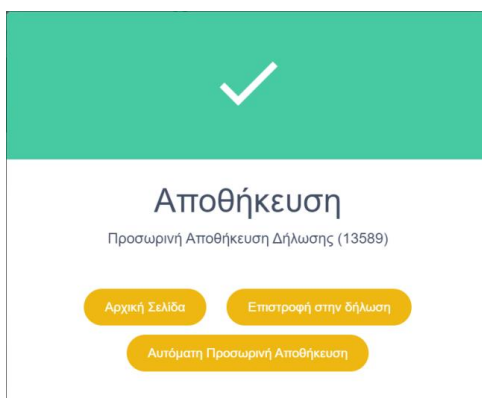 Αποθήκευση
Προσωρινή Αποθήκευση Δήλωσης (13589)
Αρχική Σελίδα
Επιστροφή στην δήλωση
Αυτόματη Προσωρινή Αποθήκευση